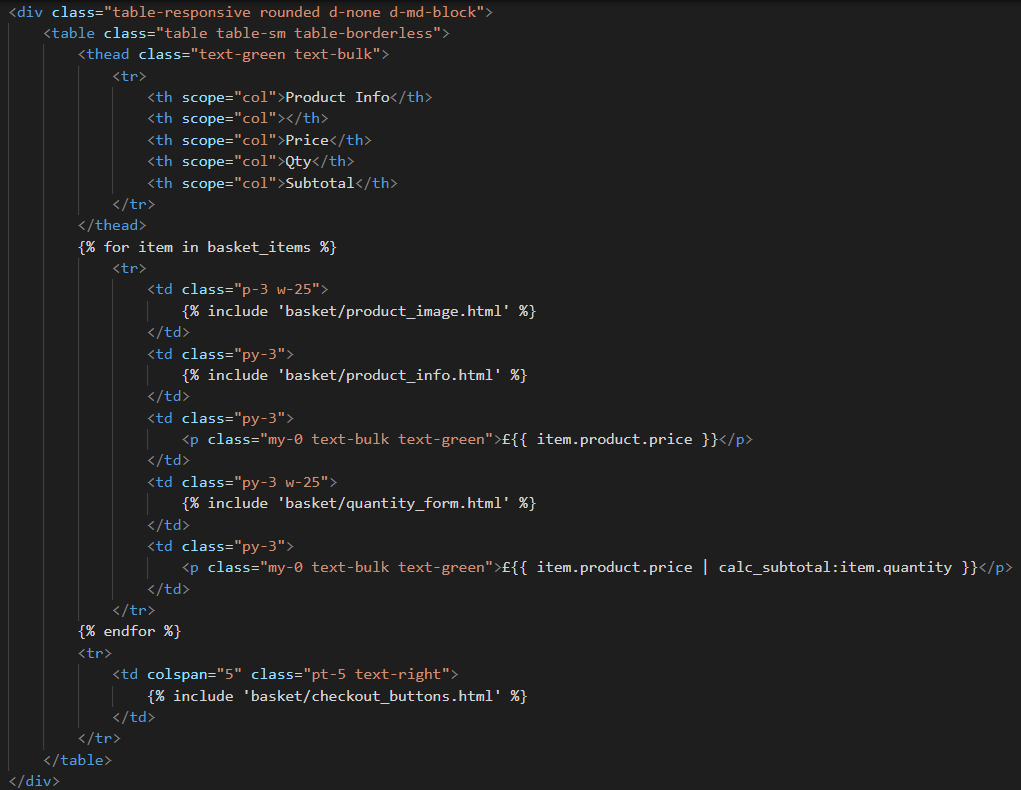 <div class="table-responsive rounded d-none d-md-block">
    <table class="table table-sm table-borderless">
        <thead class="text-green text-bulk">
            <tr>
                <th scope="col">Product Info</th>
                <th scope="col"></th>
                <th scope="col">Price</th>
                <th scope="col">Qty</th>
                <th scope="col">Subtotal</th>
            </tr>
        </thead>
        {% for item in basket_items %}
            <tr>
                <td class="p-3 w-25">
                    {% include 'basket/product_image.html' %}
                </td>
                <td class="py-3">
                    {% include 'basket/product_info.html' %}
                </td>
                <td class="py-3">
                    <p class="my-0 text-bulk text-green">£{{ item.product.price }}</p>
                </td>
                <td class="py-3 w-25">
                    {% include 'basket/quantity_form.html' %}
                </td>
                <td class="py-3">
                    <p class="my-0 text-bulk text-green">£{{ item.product.price | calc_subtotal:item.quantity }}</p>
                </td>
            </tr>
        {% endfor %}
        <tr>
            <td colspan="5" class="pt-5 text-right">
                {% include 'basket/checkout_buttons.html' %}
            </td>
        </tr>
    </table>
</div>